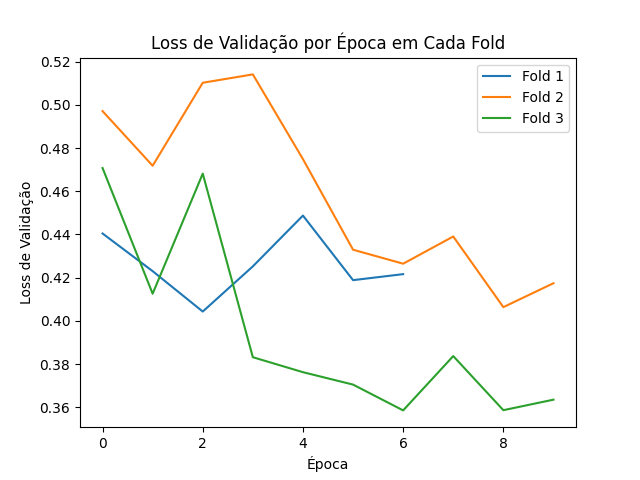 Loss de Validação por Época em Cada Fold
Fold 1
Fold 2
Fold 3
Loss de Validação
0.52
0.50
0.48
0.46
0.44
0.42
0.40
0.38
0.36
0 2 4 6 8
Época